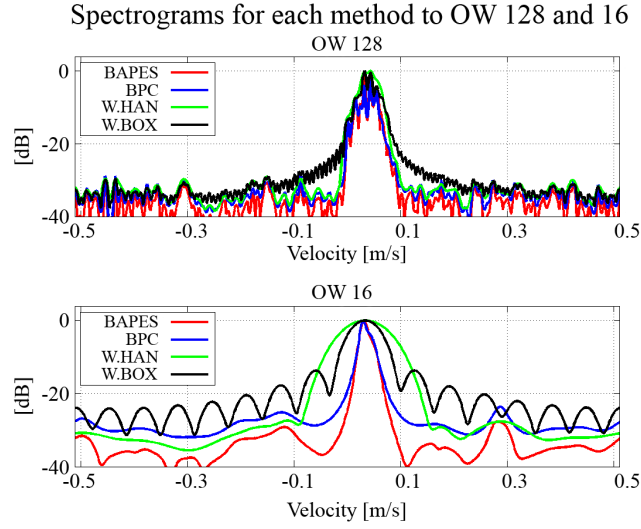 Spectrograms for each method to OW 128 and 16
OW 128
BAPES
BPC
W.HAN
W.BOX
0
-20
-40
[dB]
-0.5 -0.3 -0.1 0.1 0.3 0.5
Velocity [m/s]
OW 16
BAPES
BPC
W.HAN
W.BOX
0
-20
-40
[dB]
-0.5 -0.3 -0.1 0.1 0.3 0.5
Velocity [m/s]